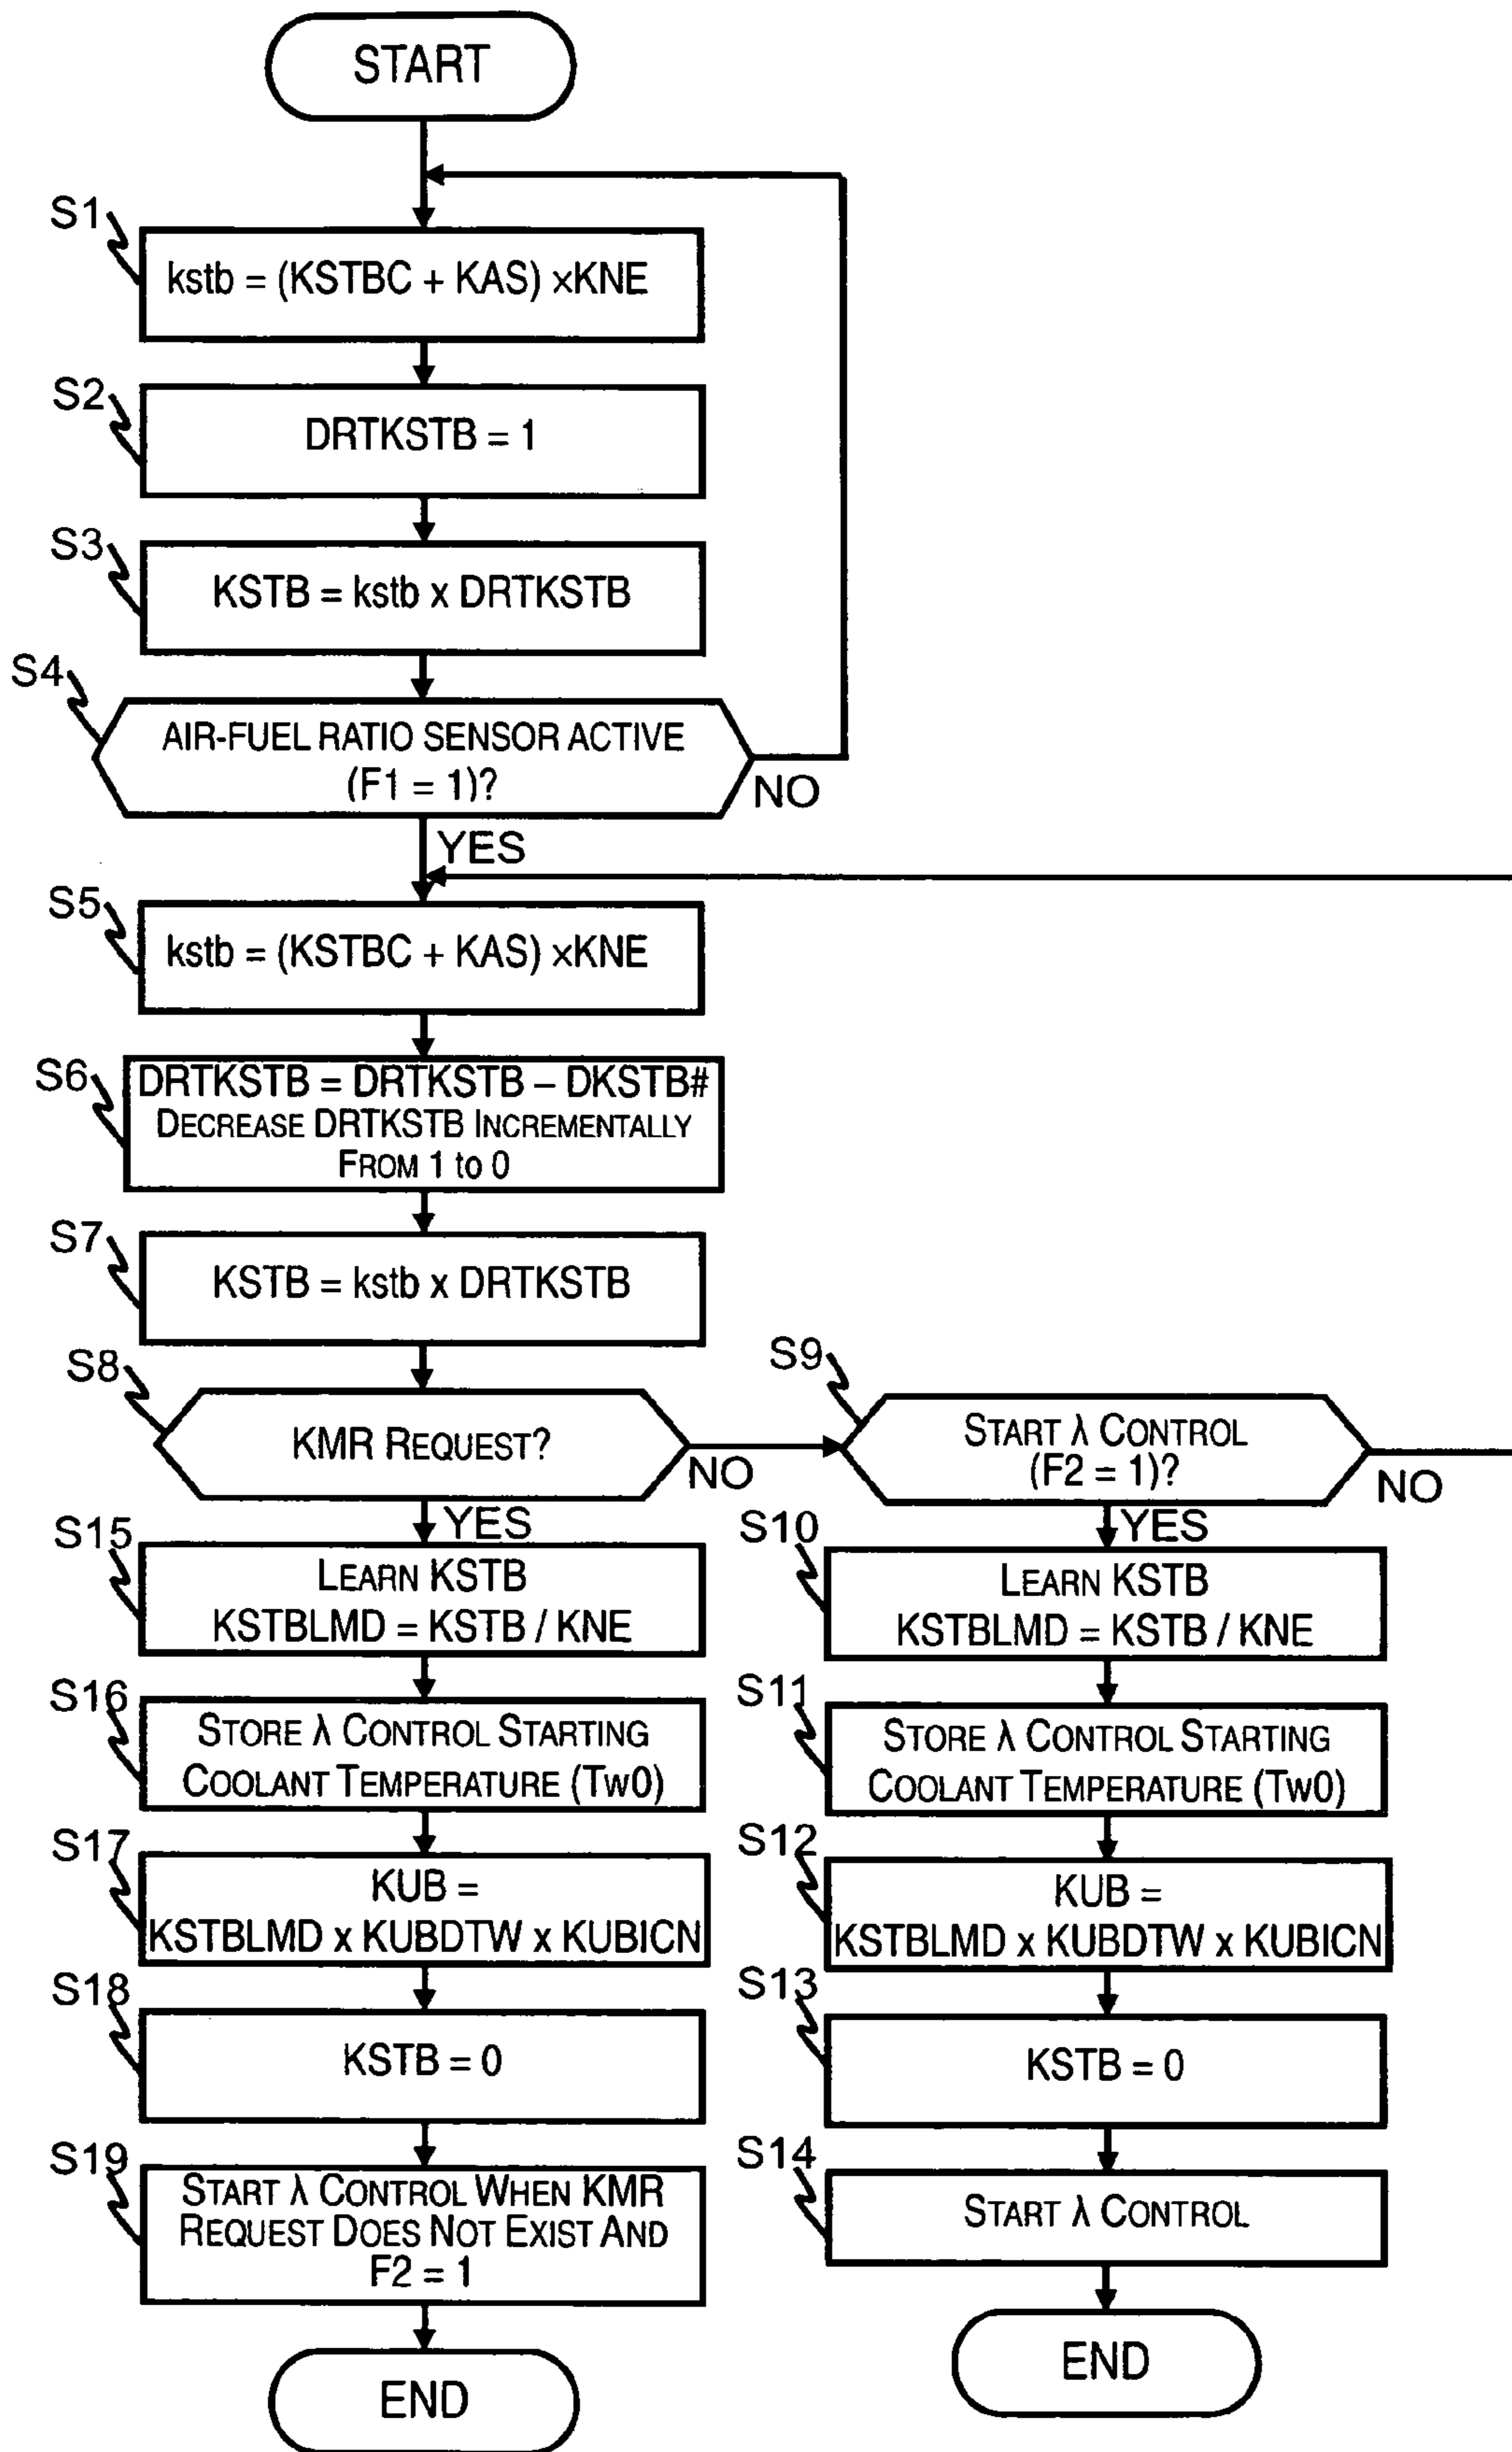 START
S1
kstb = (KSTBC + KAS) ×KNE
S2
DRTKSTB = 1
S3
KSTB = kstb x DRTKSTB
S4
AIR-FUEL RATIO SENSOR ACTIVE
(F1 = 1)?
NO
YES
S5
kstb = (KSTBC + KAS) ×KNE
S6
DRTKSTB = DRTKSTB – DKSTB#
DECREASE DRTKSTB INCREMENTALLY
FROM 1 to 0
S7
KSTB = kstb x DRTKSTB
S8
KMR REQUEST?
NO
YES
S9
START λ CONTROL
(F2 = 1)?
NO
YES
S15
LEARN KSTB
KSTBLMD = KSTB / KNE
S16
STORE λ CONTROL STARTING
COOLANT TEMPERATURE (TW0)
S17
KUB =
KSTBLMD x KUBDTW x KUBICN
S18
KSTB = 0
S19
START λ CONTROL WHEN KMR
REQUEST DOES NOT EXIST AND
F2 = 1
END
S10
LEARN KSTB
KSTBLMD = KSTB / KNE
S11
STORE λ CONTROL STARTING
COOLANT TEMPERATURE (TW0)
S12
KUB =
KSTBLMD x KUBDTW x KUBICN
S13
KSTB = 0
S14
START λ CONTROL
END